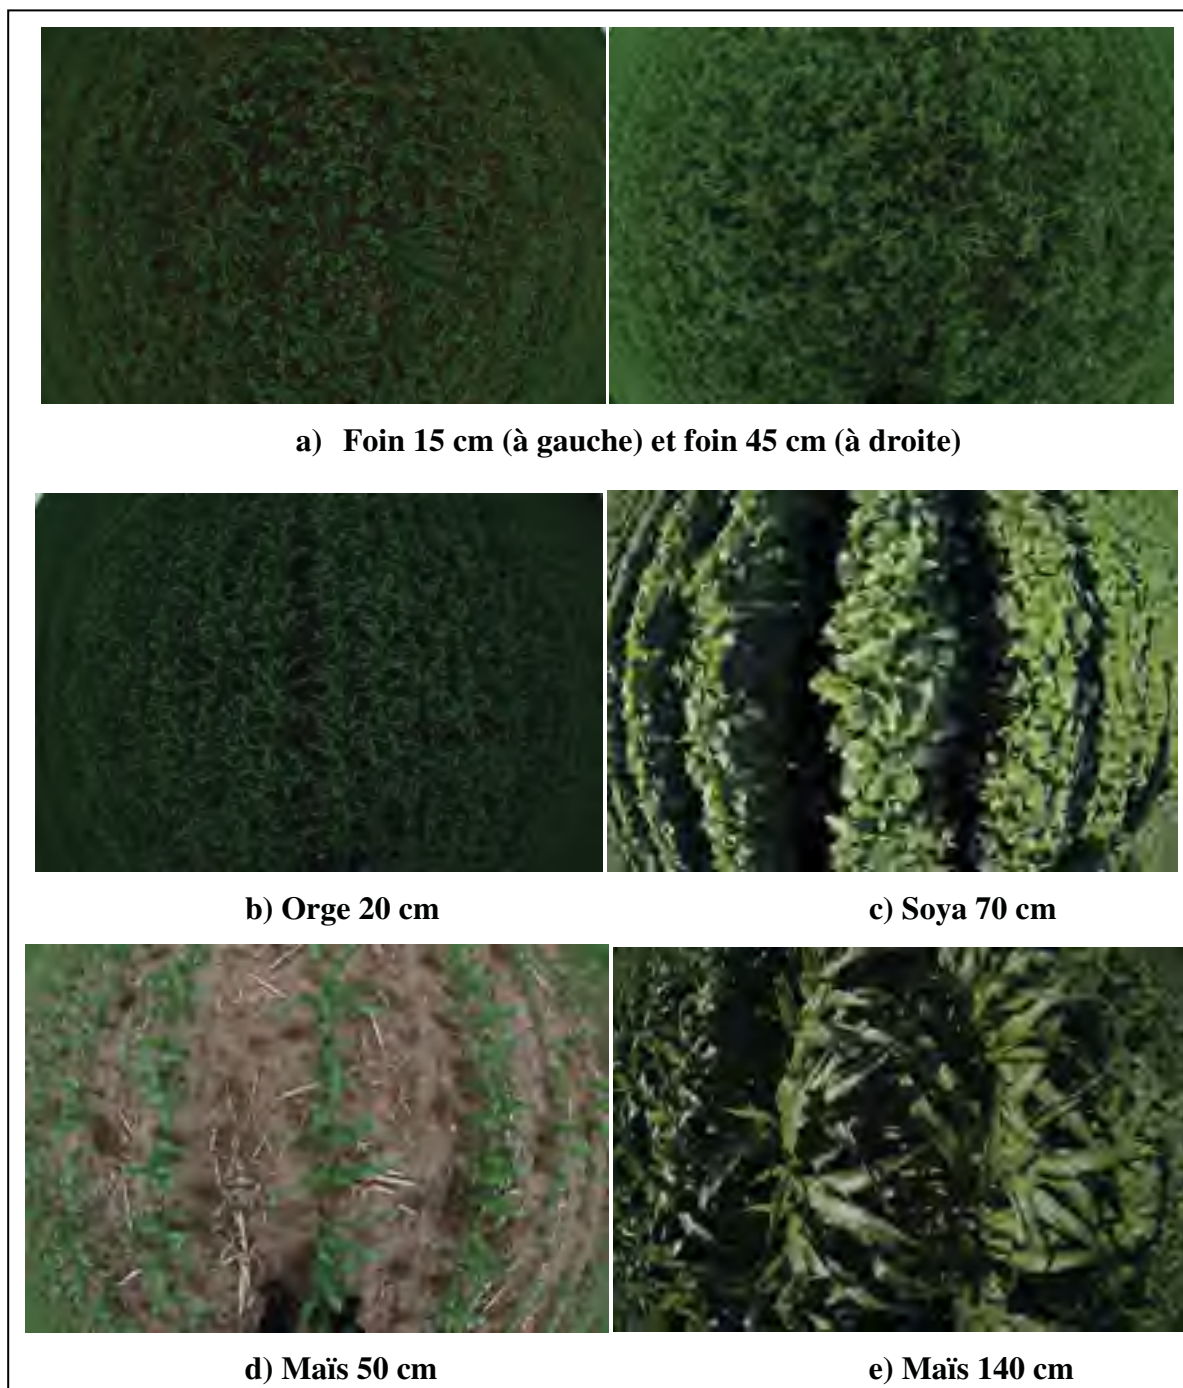 a) Foin 15 cm (à gauche) et foin 45 cm (à droite)
b) Orge 20 cm
c) Soya 70 cm
d) Maïs 50 cm
e) Maïs 140 cm